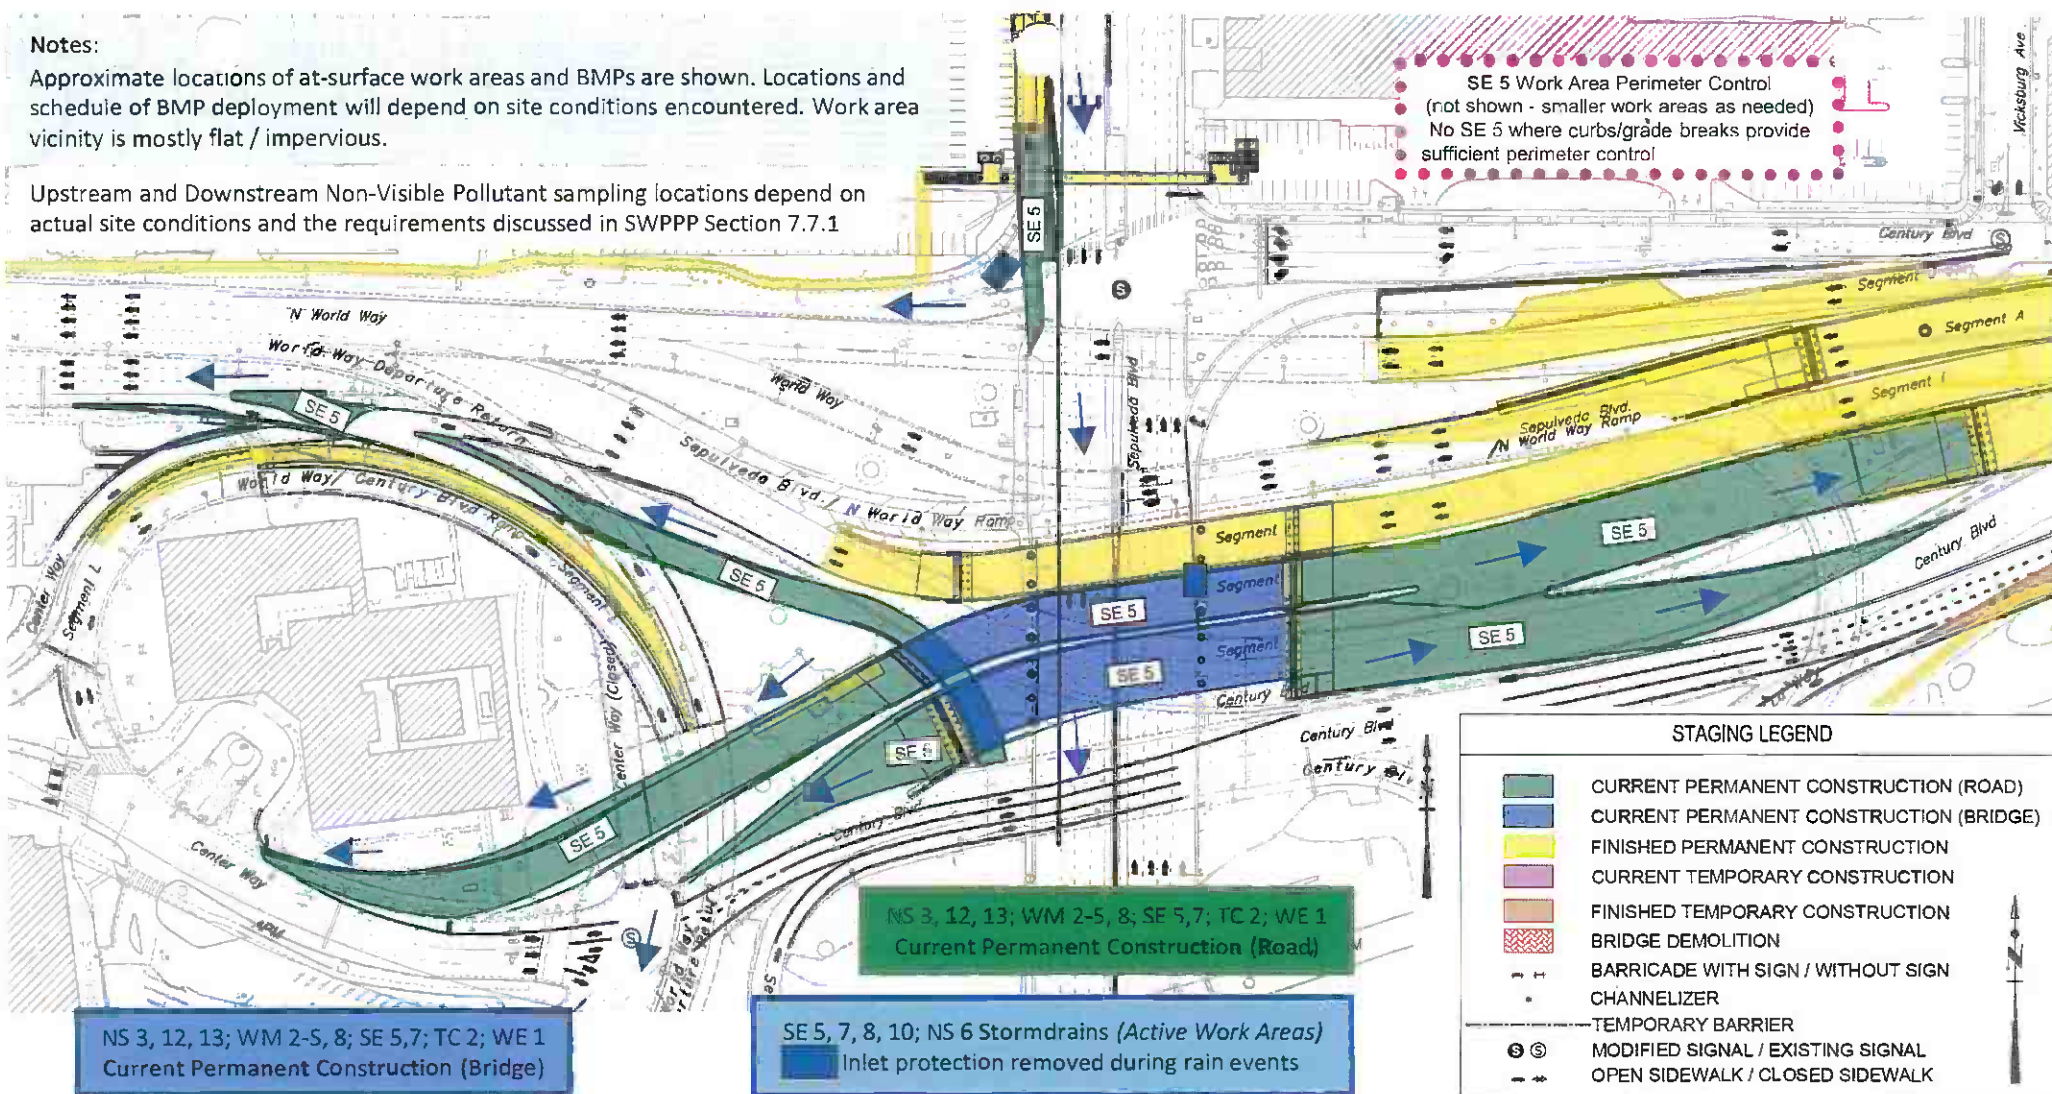 Notes:
Approximate locations of at-surface work areas and BMPs are shown. Locations and
schedule of BMP deployment will depend on site conditions encountered. Work area
vicinity is mostly flat / impervious.
Upstream and Downstream Non-Visible Pollutant sampling locations depend on
actual site conditions and the requirements discussed in SWPPP Section 7.7.1
SE 5 Work Area Perimeter Control
(not shown - smaller work areas as needed)
No SE 5 where curbs/grade breaks provide
sufficient perimeter control
Vicksburg Ave
Century Blvd
SE 5
Segment
Segment A
Segment I
N World Way
World Way-Departure Return
World Way
Sepulveda Blvd
Sepulveda Blvd.
/N World Way Ramp
SE 5
Sepulveda Blvd./ N World Way Ramp
World Way/ Century Blvd Ramp
Segment
Segment
SE 5
Century Blvd
SE 5
Segment
SE 5
SE 5
Segment
SE 5
Center Way
Segment L
Center Way (Closed)
Century Blvd
Century Blvd
SE 5
Century Blvd
SE 5
Center Way
APM
World Way
STAGING LEGEND
CURRENT PERMANENT CONSTRUCTION (ROAD)
CURRENT PERMANENT CONSTRUCTION (BRIDGE)
FINISHED PERMANENT CONSTRUCTION
CURRENT TEMPORARY CONSTRUCTION
FINISHED TEMPORARY CONSTRUCTION
BRIDGE DEMOLITION
BARRICADE WITH SIGN / WITHOUT SIGN
CHANNELIZER
TEMPORARY BARRIER
S S MODIFIED SIGNAL / EXISTING SIGNAL
OPEN SIDEWALK / CLOSED SIDEWALK
N
NS 3, 12, 13; WM 2-5, 8; SE 5,7; TC 2; WE 1
Current Permanent Construction (Road)
NS 3, 12, 13; WM 2-5, 8; SE 5,7; TC 2; WE 1
Current Permanent Construction (Bridge)
SE 5, 7, 8, 10; NS 6 Stormdrains (Active Work Areas)
Inlet protection removed during rain events